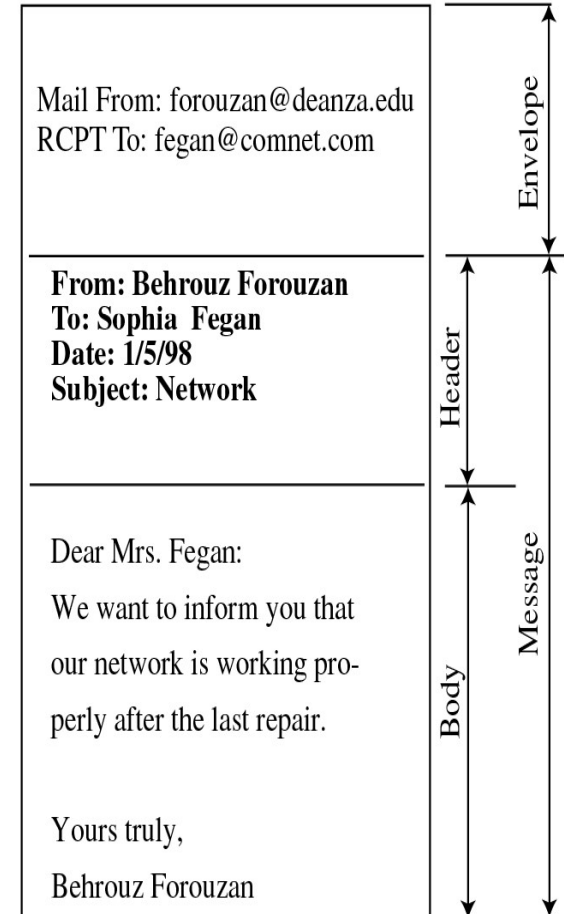 Mail From: forouzan@deanza.edu
RCPT To: fegan@comnet.com
Envelope
From: Behrouz Forouzan
To: Sophia Fegan
Date: 1/5/98
Subject: Network
Header
Dear Mrs. Fegan:
We want to inform you that
our network is working pro-
perly after the last repair.
Yours truly,
Behrouz Forouzan
Body
Message